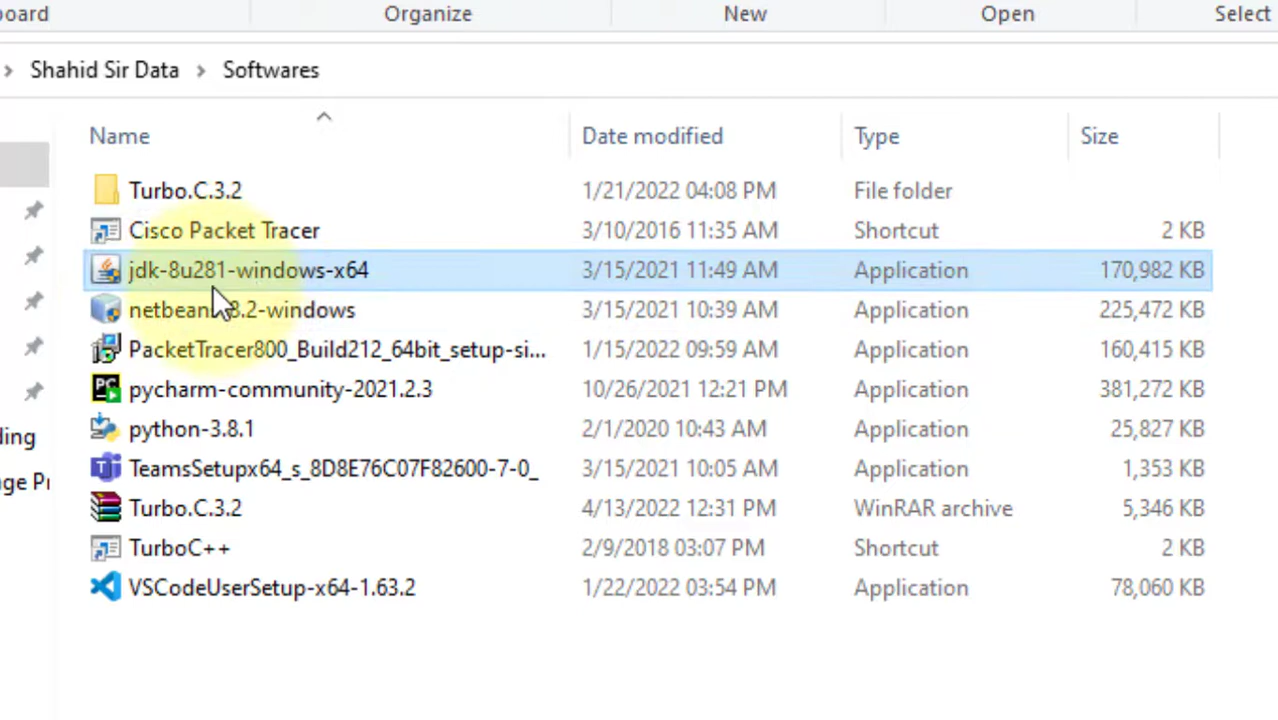 board Organize New Open Select
Shahid Sir Data Softwares
Name Date modified Type Size
Turbo.C.3.2 1/21/2022 04:08 PM File folder
Cisco Packet Tracer 3/10/2016 11:35 AM Shortcut 2 KB
jdk-8u281-windows-x64 3/15/2021 11:49 AM Application 170,982 KB
netbeans-8.2-windows 3/15/2021 10:39 AM Application 225,472 KB
PacketTracer800_Build212_64bit_setup-si... 1/15/2022 09:59 AM Application 160,415 KB
pycharm-community-2021.2.3 10/26/2021 12:21 PM Application 381,272 KB
ding python-3.8.1 2/1/2020 10:43 AM Application 25,827 KB
ge Pr TeamsSetupx64_s_8D8E76C07F82600-7-0_ 3/15/2021 10:05 AM Application 1,353 KB
Turbo.C.3.2 4/13/2022 12:31 PM WinRAR archive 5,346 KB
TurboC++ 2/9/2018 03:07 PM Shortcut 2 KB
VSCodeUserSetup-x64-1.63.2 1/22/2022 03:54 PM Application 78,060 KB